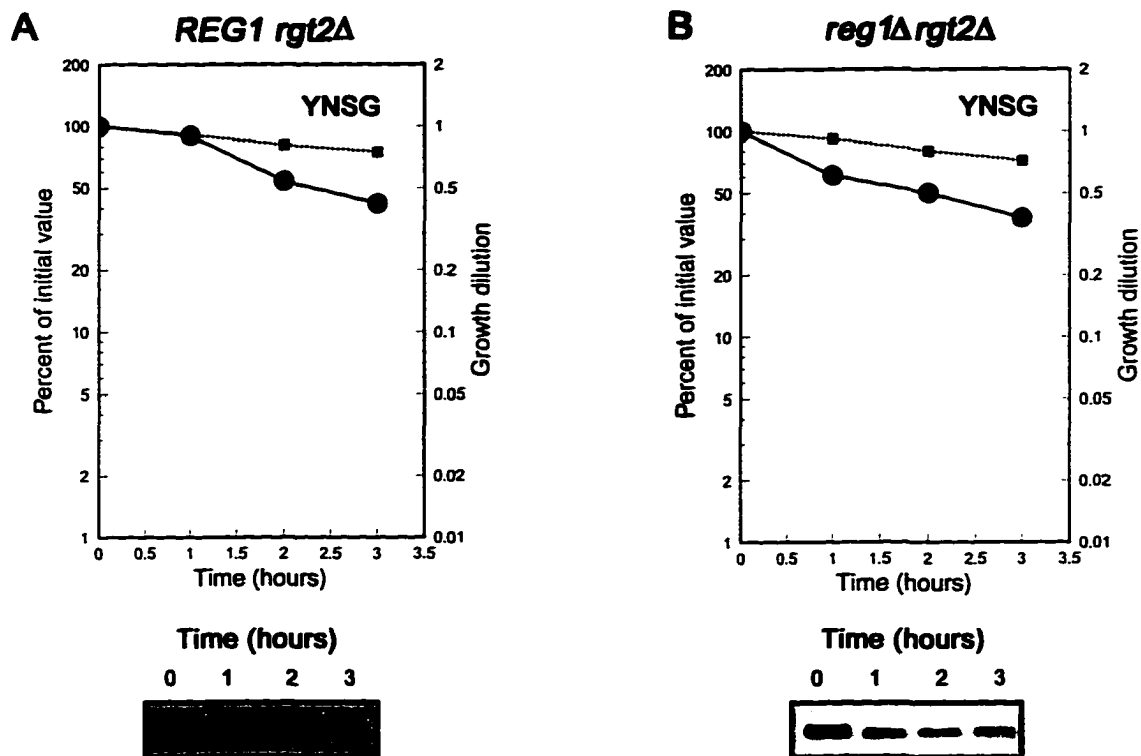 A
REG1 rgt2Δ
YNSG
200
100
50
20
10
5
2
1
Percent of initial value
2
1
0.5
0.2
0.1
0.05
0.02
0.01
Growth dilution
0 0.5 1 1.5 2 2.5 3 3.5
Time (hours)
Time (hours)
0 1 2 3
B
reg1Δ rgt2Δ
YNSG
200
100
50
20
10
5
2
1
Percent of initial value
2
1
0.5
0.2
0.1
0.05
0.02
0.01
Growth dilution
0 0.5 1 1.5 2 2.5 3 3.5
Time (hours)
Time (hours)
0 1 2 3